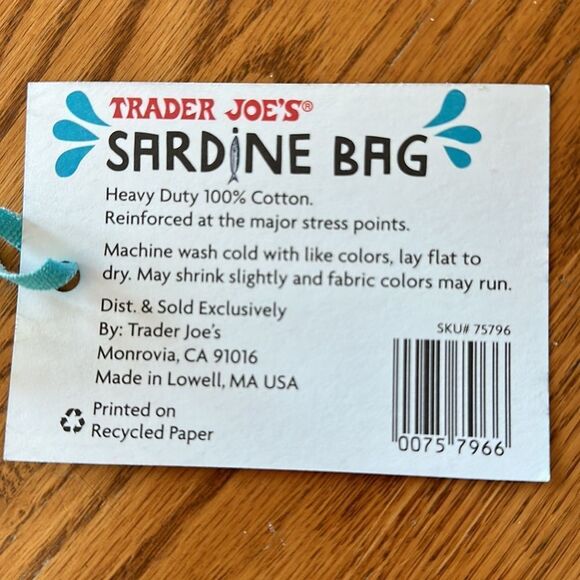 TRADER JOE'S®
SARDINE BAG
Heavy Duty 100% Cotton.
Reinforced at the major stress points.
Machine wash cold with like colors, lay flat to
dry. May shrink slightly and fabric colors may run.
Dist. & Sold Exclusively
By: Trader Joe's
Monrovia, CA 91016
Made in Lowell, MA USA
Printed on
Recycled Paper
SKU# 75796
0075 7966